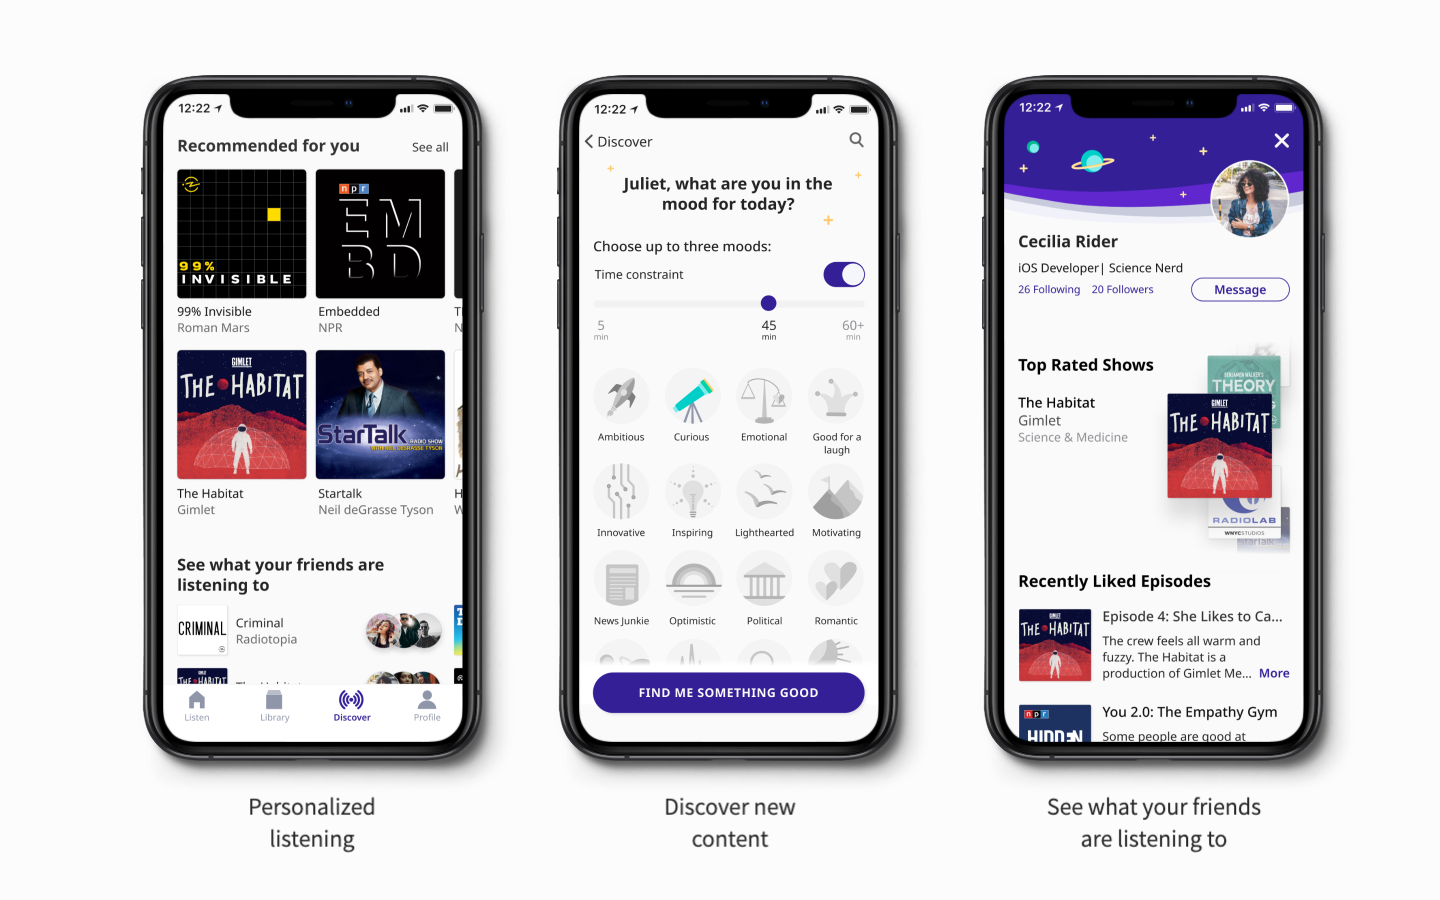 12:22
Recommended for you
See all
99%
INVISIBLE
npr
EMBD
99% Invisible
Roman Mars
Embedded
NPR
GIMLET
THE HABITAT
StarTalk
RADIO SHOW
WITH NEIL DEGRASSE TYSON
The Habitat
Gimlet
Startalk
Neil deGrasse Tyson
See what your friends are
listening to
CRIMINAL
Criminal
Radiotopia
Listen
Library
Discover
Profile
Personalized
listening
12:22
Discover
Juliet, what are you in the
mood for today?
Choose up to three moods:
Time constraint
5
min
45
min
60+
min
Ambitious
Curious
Emotional
Good for a
laugh
Innovative
Inspiring
Lighthearted
Motivating
News Junkie
Optimistic
Political
Romantic
FIND ME SOMETHING GOOD
Discover new
content
12:22
Cecilia Rider
iOS Developer| Science Nerd
26 Following
20 Followers
Message
Top Rated Shows
The Habitat
Gimlet
Science & Medicine
BENJAMEN WALKER'S
THEORY
GIMLET
THE HABITAT
RADIOLAB
WNYCSTUDIOS
Recently Liked Episodes
GIMLET
THE HABITAT
Episode 4: She Likes to Ca...
The crew feels all warm and
fuzzy. The Habitat is a
production of Gimlet Me... More
npr
HIDDEN
You 2.0: The Empathy Gym
Some people are good at
See what your friends
are listening to